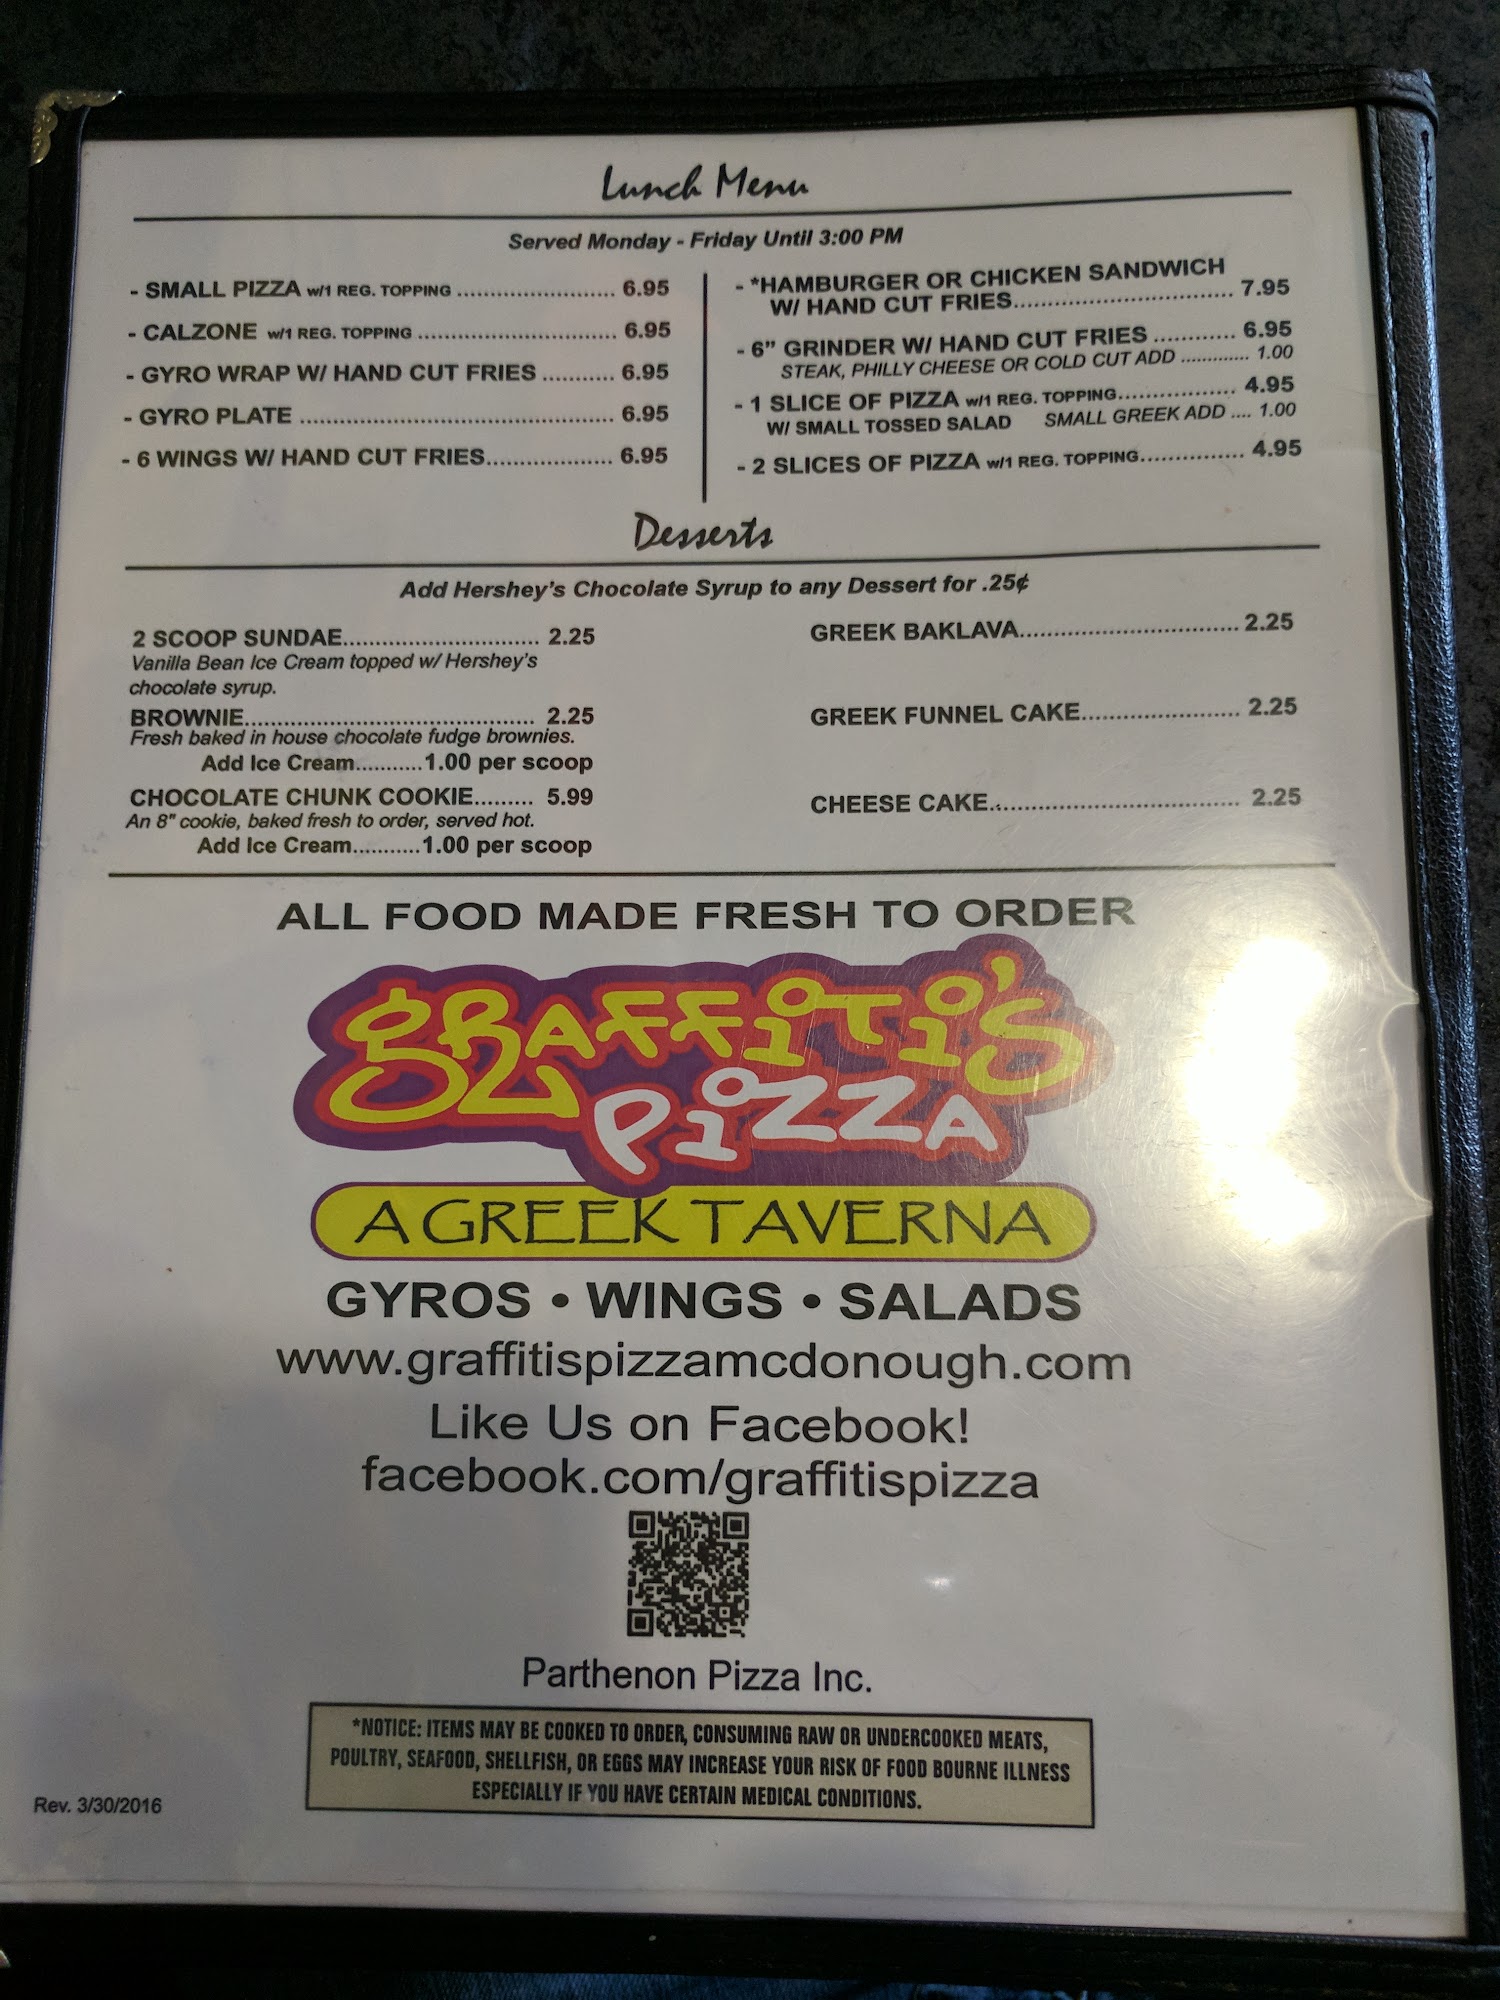 Lunch Menu
Served Monday - Friday Until 3:00 PM
- SMALL PIZZA w/1 REG. TOPPING ........................ 6.95
- CALZONE w/1 REG. TOPPING .............................. 6.95
- GYRO WRAP W/ HAND CUT FRIES ........... 6.95
- GYRO PLATE ................................................ 6.95
- 6 WINGS W/ HAND CUT FRIES................... 6.95
- *HAMBURGER OR CHICKEN SANDWICH
W/ HAND CUT FRIES................................. 7.95
- 6” GRINDER W/ HAND CUT FRIES ............ 6.95
STEAK, PHILLY CHEESE OR COLD CUT ADD ............. 1.00
- 1 SLICE OF PIZZA w/1 REG. TOPPING.................. 4.95
W/ SMALL TOSSED SALAD SMALL GREEK ADD .... 1.00
- 2 SLICES OF PIZZA w/1 REG. TOPPING................ 4.95
Desserts
Add Hershey's Chocolate Syrup to any Dessert for .25¢
2 SCOOP SUNDAE.............................. 2.25
Vanilla Bean Ice Cream topped w/ Hershey's
chocolate syrup.
BROWNIE............................................ 2.25
Fresh baked in house chocolate fudge brownies.
Add Ice Cream...........1.00 per scoop
CHOCOLATE CHUNK COOKIE......... 5.99
An 8" cookie, baked fresh to order, served hot.
Add Ice Cream...........1.00 per scoop
GREEK BAKLAVA.................................. 2.25
GREEK FUNNEL CAKE........................ 2.25
CHEESE CAKE...................................... 2.25
ALL FOOD MADE FRESH TO ORDER
GRAFFITI'S
PIZZA
A GREEK TAVERNA
GYROS • WINGS • SALADS
www.graffitispizzamcdonough.com
Like Us on Facebook!
facebook.com/graffitispizza
Parthenon Pizza Inc.
*NOTICE: ITEMS MAY BE COOKED TO ORDER, CONSUMING RAW OR UNDERCOOKED MEATS,
POULTRY, SEAFOOD, SHELLFISH, OR EGGS MAY INCREASE YOUR RISK OF FOOD BOURNE ILLNESS
ESPECIALLY IF YOU HAVE CERTAIN MEDICAL CONDITIONS.
Rev. 3/30/2016